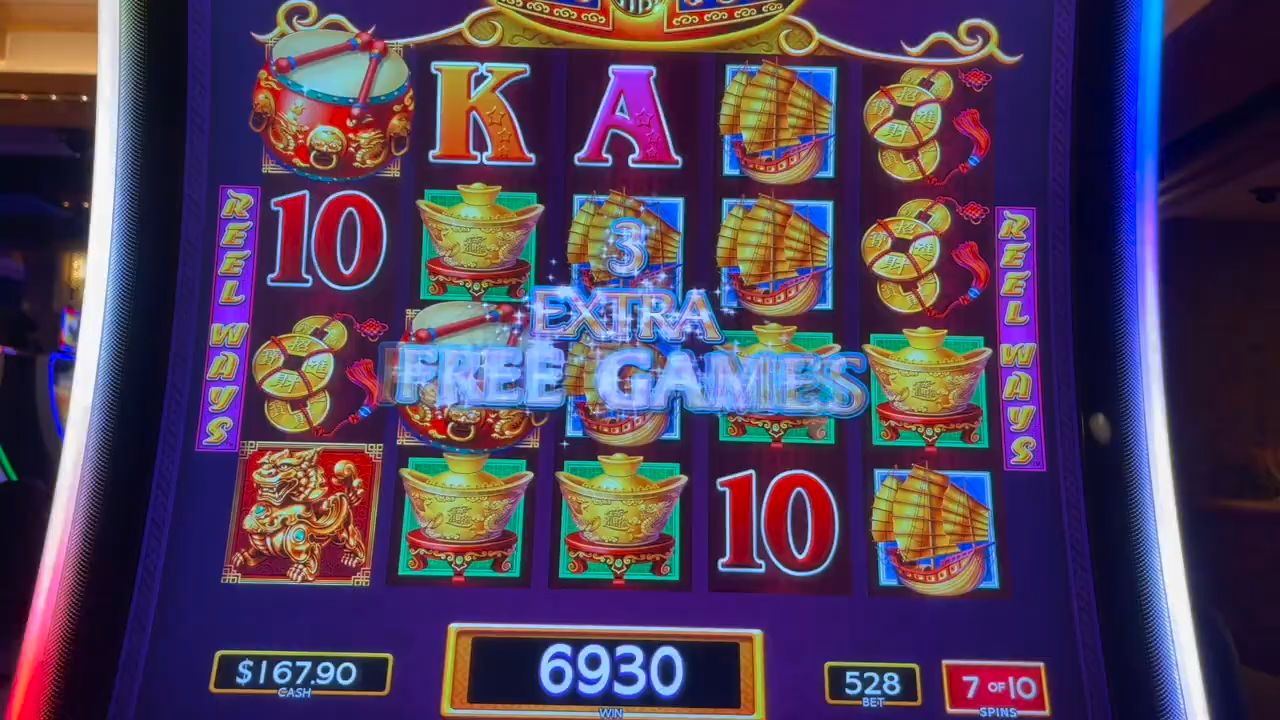 K
A
10
3
EXTRA
FREE GAMES
REEL WAYS
REEL WAYS
10
$167.90
CASH
6930
WIN
528
BET
7 OF 10
SPINS